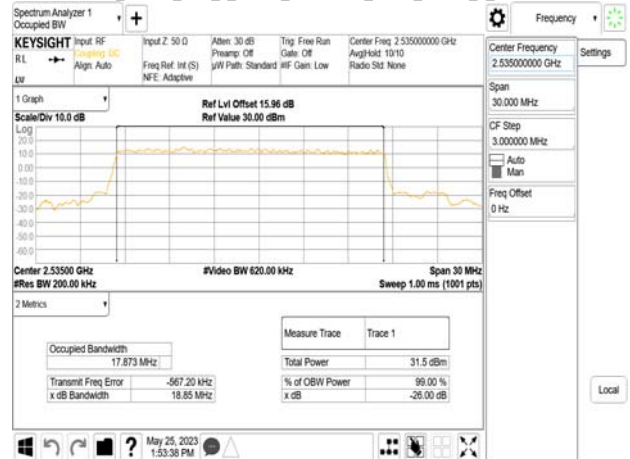 Spectrum Analyzer 1
Occupied BW
Frequency
KEYSIGHT
RL
Input: RF
Coupling: DC
Align: Auto
Input Z: 50 Ω
Freq Ref: Int (S)
NFE: Adaptive
Atten: 30 dB
Preamp: Off
µW Path: Standard
Trig: Free Run
Gate: Off
#IF Gain: Low
Center Freq: 2.535000000 GHz
Avg|Hold: 10/10
Radio Std: None
Center Frequency
2.535000000 GHz
Settings
Span
30.000 MHz
CF Step
3.000000 MHz
Auto
Man
Freq Offset
0 Hz
Local
1 Graph
Scale/Div 10.0 dB
Ref Lvl Offset 15.96 dB
Ref Value 30.00 dBm
Log
20.0
10.0
0.00
-10.0
-20.0
-30.0
-40.0
-50.0
-60.0
Center 2.53500 GHz
#Res BW 200.00 kHz
#Video BW 620.00 kHz
Span 30 MHz
Sweep 1.00 ms (1001 pts)
2 Metrics
Measure Trace Trace 1
Occupied Bandwidth
17.873 MHz
Total Power 31.5 dBm
Transmit Freq Error -567.20 kHz
% of OBW Power 99.00 %
x dB Bandwidth 18.85 MHz
x dB -26.00 dB
May 25, 2023
1:53:38 PM